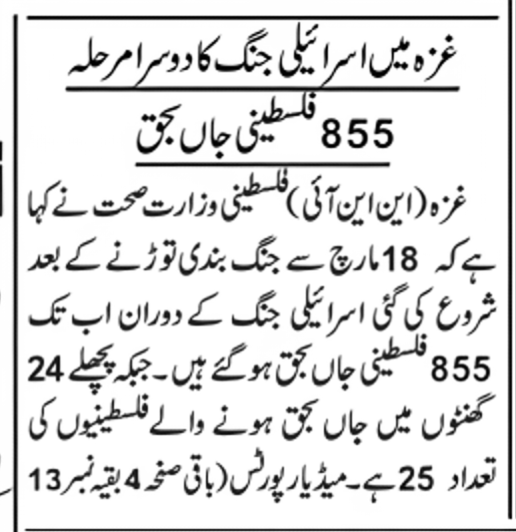 غزہ میں اسرائیلی جنگ کا دوسرا مرحلہ
855 فلسطینی جاں بحق
غزہ (این این آئی) فلسطینی وزارت صحت نے کہا
ہے کہ 18 مارچ سے جنگ بندی توڑنے کے بعد
شروع کی گئی اسرائیلی جنگ کے دوران اب تک
855 فلسطینی جاں بحق ہوگئے ہیں۔ جبکہ پچھلے 24
گھنٹوں میں جاں بحق ہونے والے فلسطینیوں کی
تعداد 25 ہے۔ میڈیا رپورٹس (باقی صفحہ 4 بقیہ نمبر 13